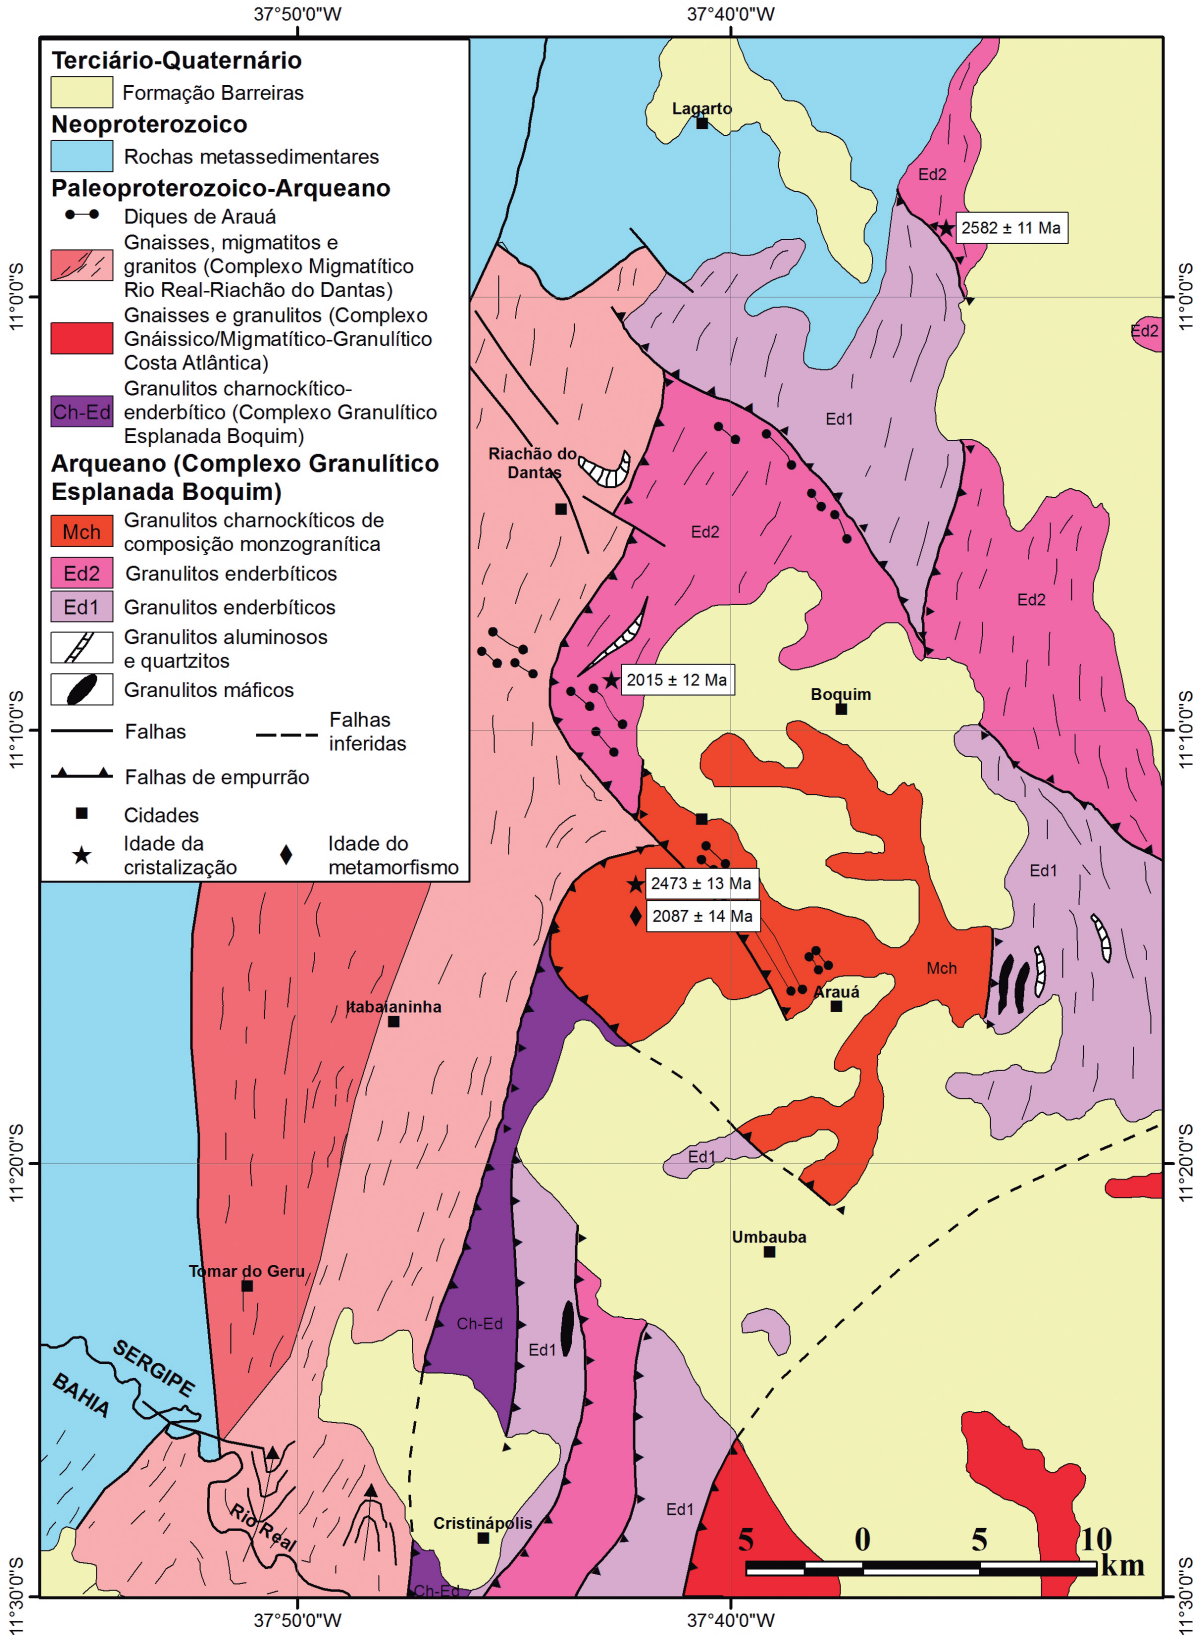 37°50'0"W
37°40'0"W
Terciário-Quaternário
Formação Barreiras
Neoproterozoico
Rochas metassedimentares
Paleoproterozoico-Arqueano
Diques de Arauá
Gnaisses, migmatitos e
granitos (Complexo Migmatítico
Rio Real-Riachão do Dantas)
Gnaisses e granulitos (Complexo
Gnáissico/Migmatítico-Granulítico
Costa Atlântica)
Ch-Ed
Granulitos charnockítico-
enderbítico (Complexo Granulítico
Esplanada Boquim)
Arqueano (Complexo Granulítico
Esplanada Boquim)
Mch
Granulitos charnockíticos de
composição monzogranítica
Ed2
Granulitos enderbíticos
Ed1
Granulitos enderbíticos
Granulitos aluminosos
e quartzitos
Granulitos máficos
Falhas
Falhas
inferidas
Falhas de empurrão
Cidades
Idade da
cristalização
Idade do
metamorfismo
Lagarto
Ed2
2582 ± 11 Ma
11°0'0"S
11°0'0"S
Ed2
Ed1
Riachão do
Dantas
Ed2
Ed2
2015 ± 12 Ma
Boquim
11°10'0"S
11°10'0"S
Ed1
2473 ± 13 Ma
2087 ± 14 Ma
Mch
Arauá
Itabaianinha
Ed1
11°20'0"S
11°20'0"S
Umbauba
Tomar do Geru
Ch-Ed
Ed1
SERGIPE
BAHIA
Ed1
Rio Real
Cristinápolis
5 0 5 10
km
Ch-Ed
11°30'0"S
11°30'0"S
37°50'0"W
37°40'0"W